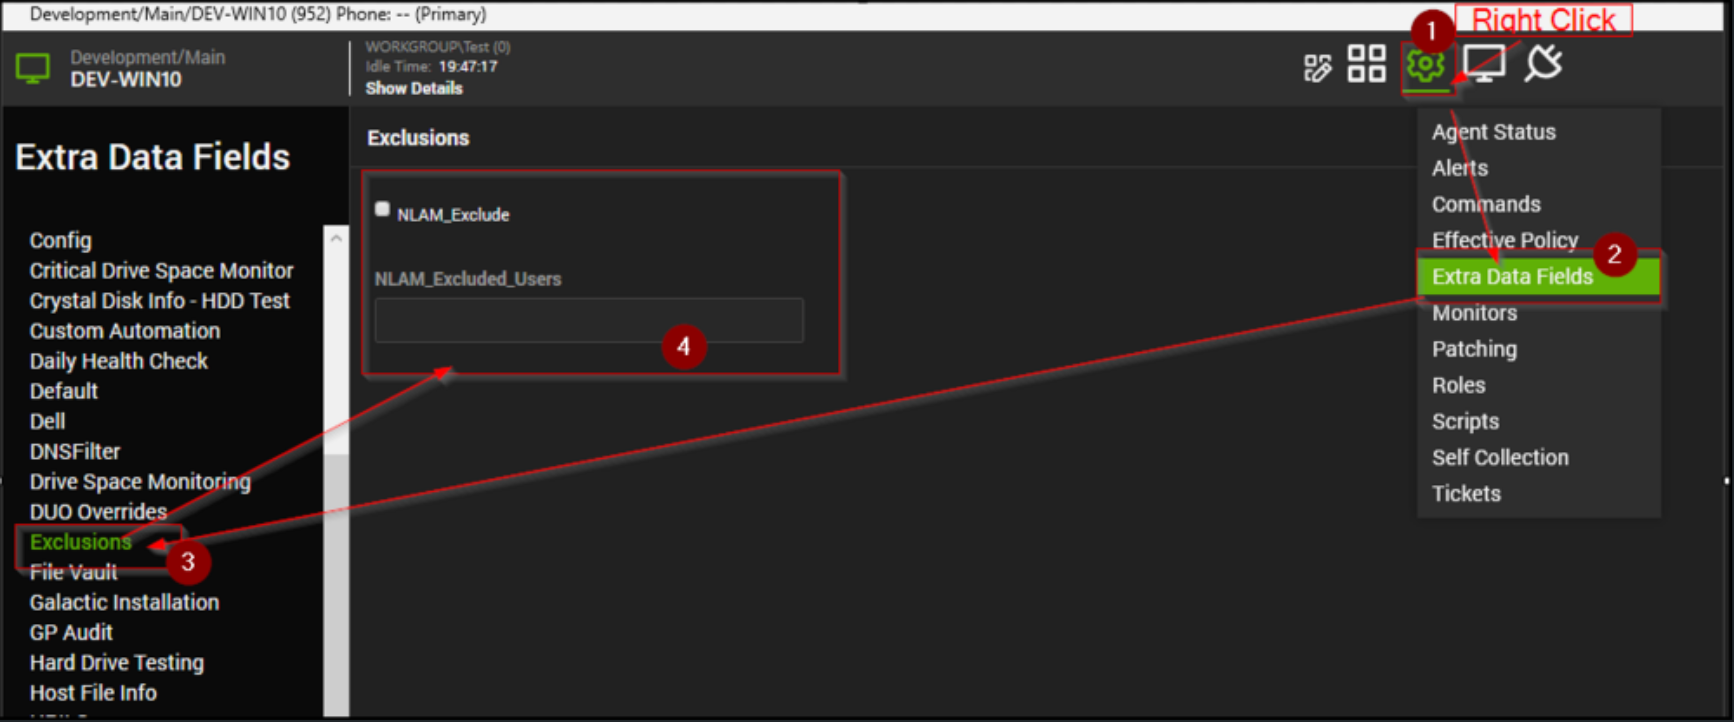 Development/Main/DEV-WIN10 (952) Phone: -- (Primary)
Right Click
1
Development/Main
DEV-WIN10
WORKGROUP\Test (0)
Idle Time: 19:47:17
Show Details
Extra Data Fields
Config
Critical Drive Space Monitor
Crystal Disk Info - HDD Test
Custom Automation
Daily Health Check
Default
Dell
DNSFilter
Drive Space Monitoring
DUO Overrides
Exclusions
3
File Vault
Galactic Installation
GP Audit
Hard Drive Testing
Host File Info
Exclusions
NLAM_Exclude
NLAM_Excluded_Users
4
Agent Status
Alerts
Commands
Effective Policy
2
Extra Data Fields
Monitors
Patching
Roles
Scripts
Self Collection
Tickets